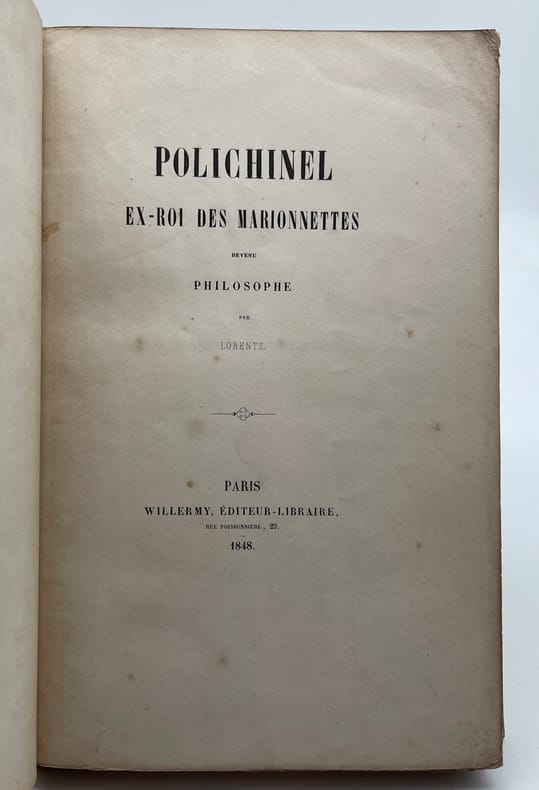 POLICHINEL
EX-ROI DES MARIONNETTES
DEVENU
PHILOSOPHE
PAR
LORENTZ.
PARIS
WILLERMY, ÉDITEUR-LIBRAIRE,
RUE POISSONNIÈRE, 29.
1848.